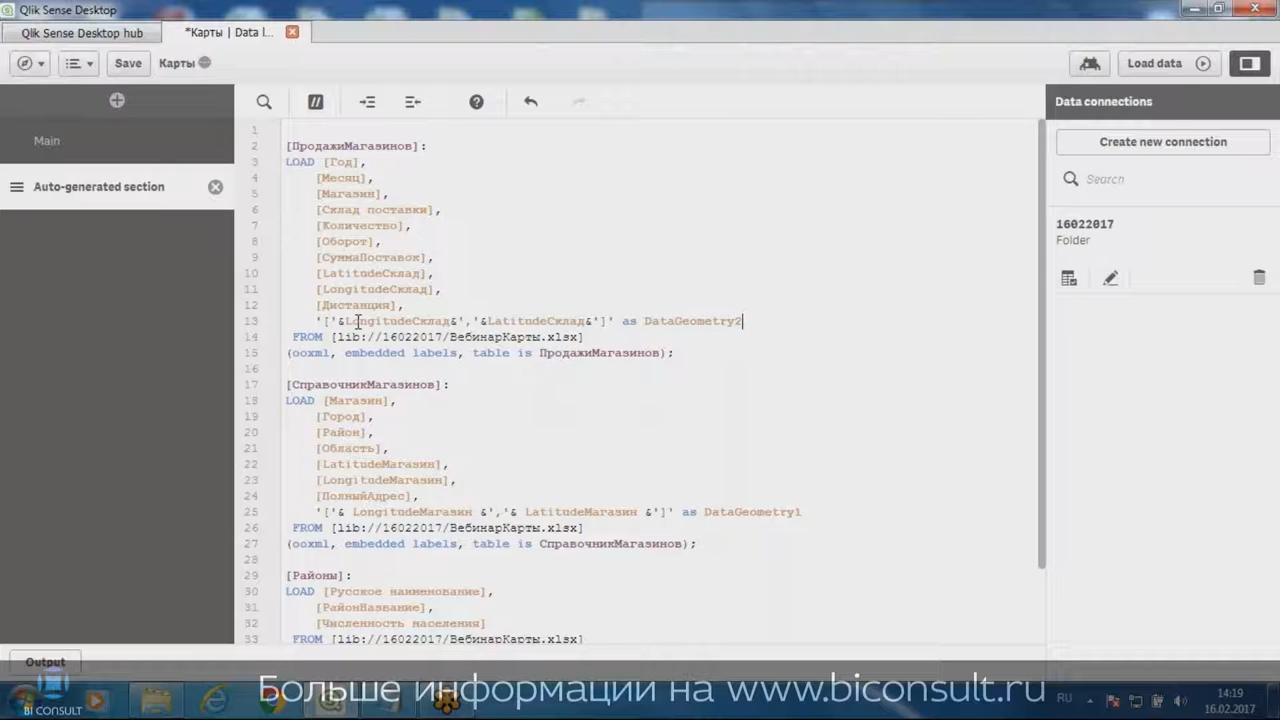 Qlik Sense Desktop
Qlik Sense Desktop hub
*Карты | Data l...
Save
Карты
Load data
Main
Auto-generated section
Data connections
Create new connection
Search
16022017
Folder
1
2 [ПродажиМагазинов]:
3 LOAD [Год],
4 [Месяц],
5 [Магазин],
6 [Склад поставки],
7 [Количество],
8 [Оборот],
9 [СуммаПоставок],
10 [LatitudeСклад],
11 [LongitudeСклад],
12 [Дистанция],
13 '['&LongitudeСклад&','&LatitudeСклад&']' as DataGeometry2
14 FROM [lib://16022017/ВебинарКарты.xlsx]
15 (ooxml, embedded labels, table is ПродажиМагазинов);
16
17 [СправочникМагазинов]:
18 LOAD [Магазин],
19 [Город],
20 [Район],
21 [Область],
22 [LatitudeМагазин],
23 [LongitudeМагазин],
24 [ПолныйАдрес],
25 '['& LongitudeМагазин &','& LatitudeМагазин &']' as DataGeometry1
26 FROM [lib://16022017/ВебинарКарты.xlsx]
27 (ooxml, embedded labels, table is СправочникМагазинов);
28
29 [Районы]:
30 LOAD [Русское наименование],
31 [РайонНазвание],
32 [Численность населения]
33 FROM [lib://16022017/ВебинарКарты.xlsx]
Output
Больше информации на www.biconsult.ru
BI CONSULT
RU
14:19
16.02.2017